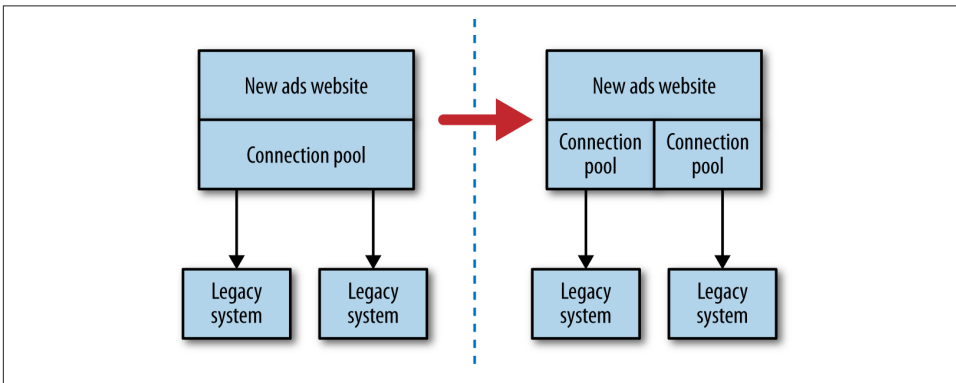 New ads website
Connection pool
Legacy
system
Legacy
system
New ads website
Connection
pool
Connection
pool
Legacy
system
Legacy
system